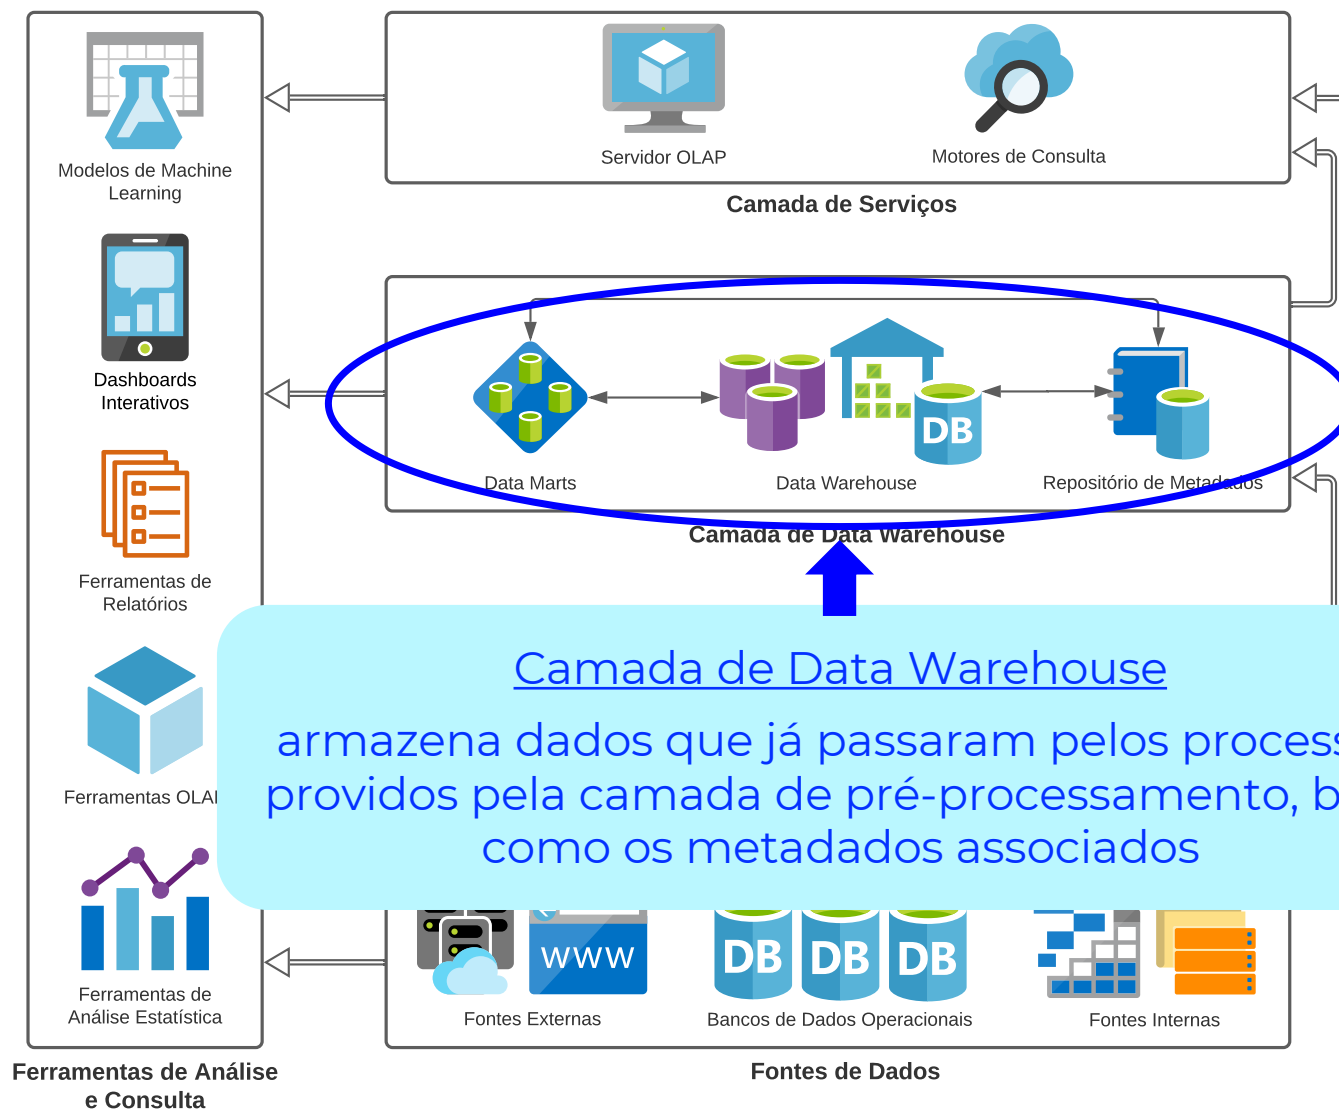 Modelos de Machine
Learning
Dashboards
Interativos
Ferramentas de
Relatórios
Ferramentas
Ferramentas de
Análise Estatística
Ferramentas de Análise
e Consulta
Servidor OLAP
Motores de Consulta
Camada de Serviços
Data Marts
DB
Data Warehouse
Repositório de Metadados
Camada de Data Warehouse
Camada de Data Warehouse
armazena dados que já passaram pelos
providos pela camada de pré-processamento,
como os metadados associados
www
DB
DB
DB
Fontes Externas
Bancos de Dados Operacionais
Fontes Internas
Fontes de Dados